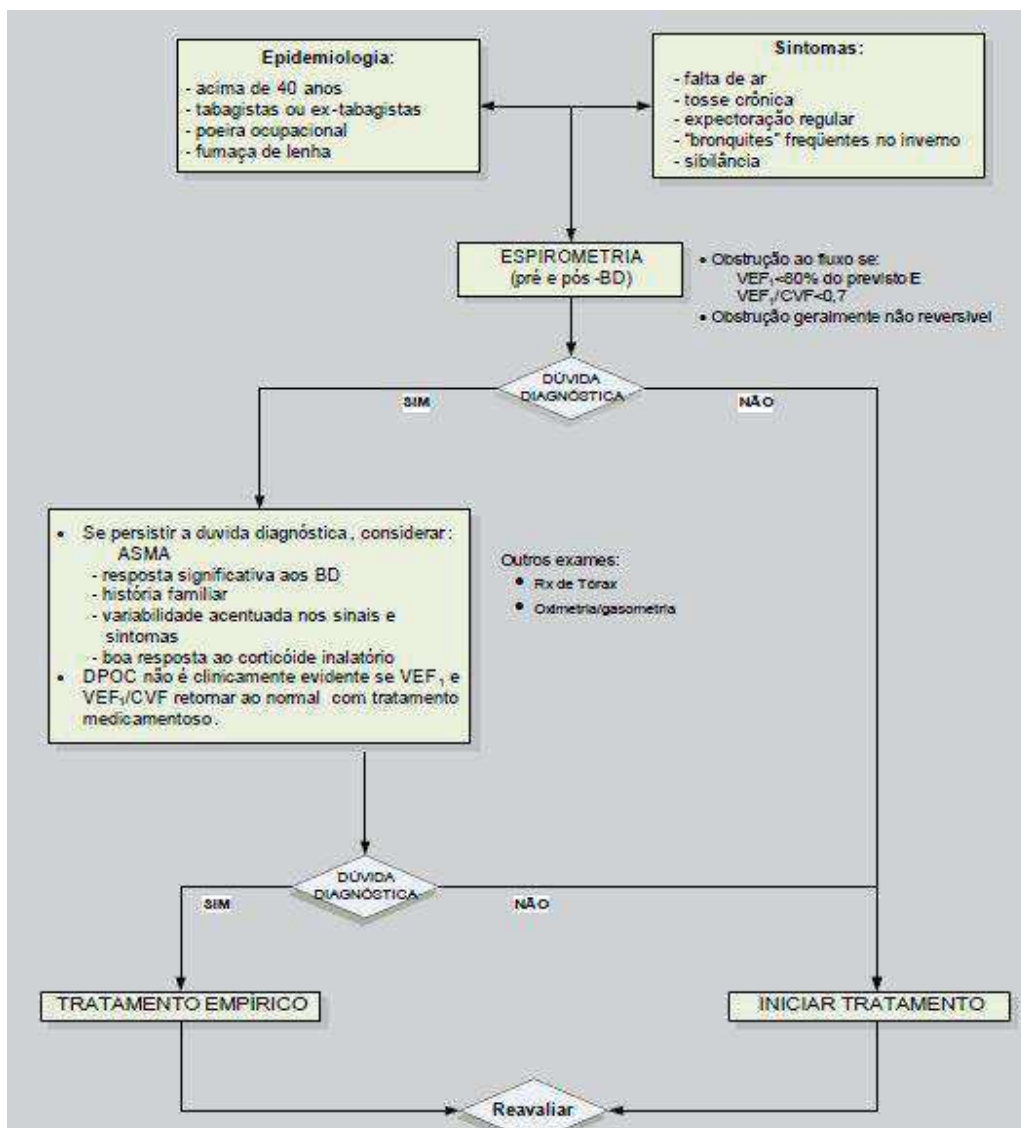 Epidemiologia:
- acima de 40 anos
- tabagistas ou ex-tabagistas
- poeira ocupacional
- fumaça de lenha
Sintomas:
- falta de ar
- tosse crônica
- expectoração regular
- "bronquites" freqüentes no inverno
- sibilância
ESPIROMETRIA
(pré e pós -BD)
• Obstrução ao fluxo se:
VEF₁<80% do previsto E
VEF₁/CVF<0,7
• Obstrução geralmente não reversível
DÚVIDA
DIAGNÓSTICA
SIM
NÃO
• Se persistir a duvida diagnóstica, considerar:
ASMA
- resposta significativa aos BD
- história familiar
- variabilidade acentuada nos sinais e
sintomas
- boa resposta ao corticóide inalatório
• DPOC não é clinicamente evidente se VEF₁ e
VEF₁/CVF retornar ao normal com tratamento
medicamentoso.
Outros exames:
• Rx de Tórax
• Oximetria/gasometria
DÚVIDA
DIAGNÓSTICA
SIM
NÃO
TRATAMENTO EMPÍRICO
INICIAR TRATAMENTO
Reavaliar